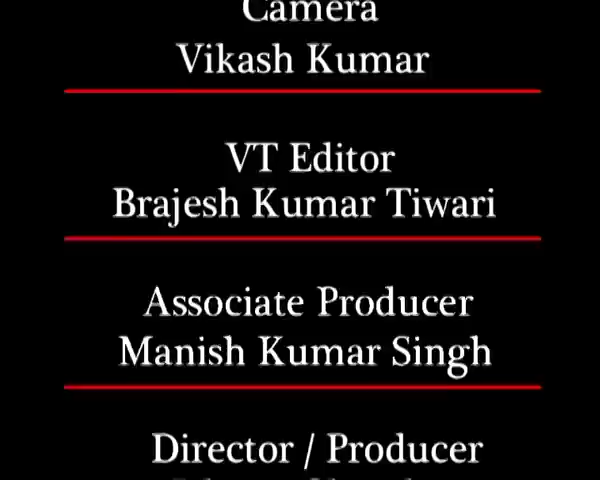 Camera
Vikash Kumar
VT Editor
Brajesh Kumar Tiwari
Associate Producer
Manish Kumar Singh
Director / Producer